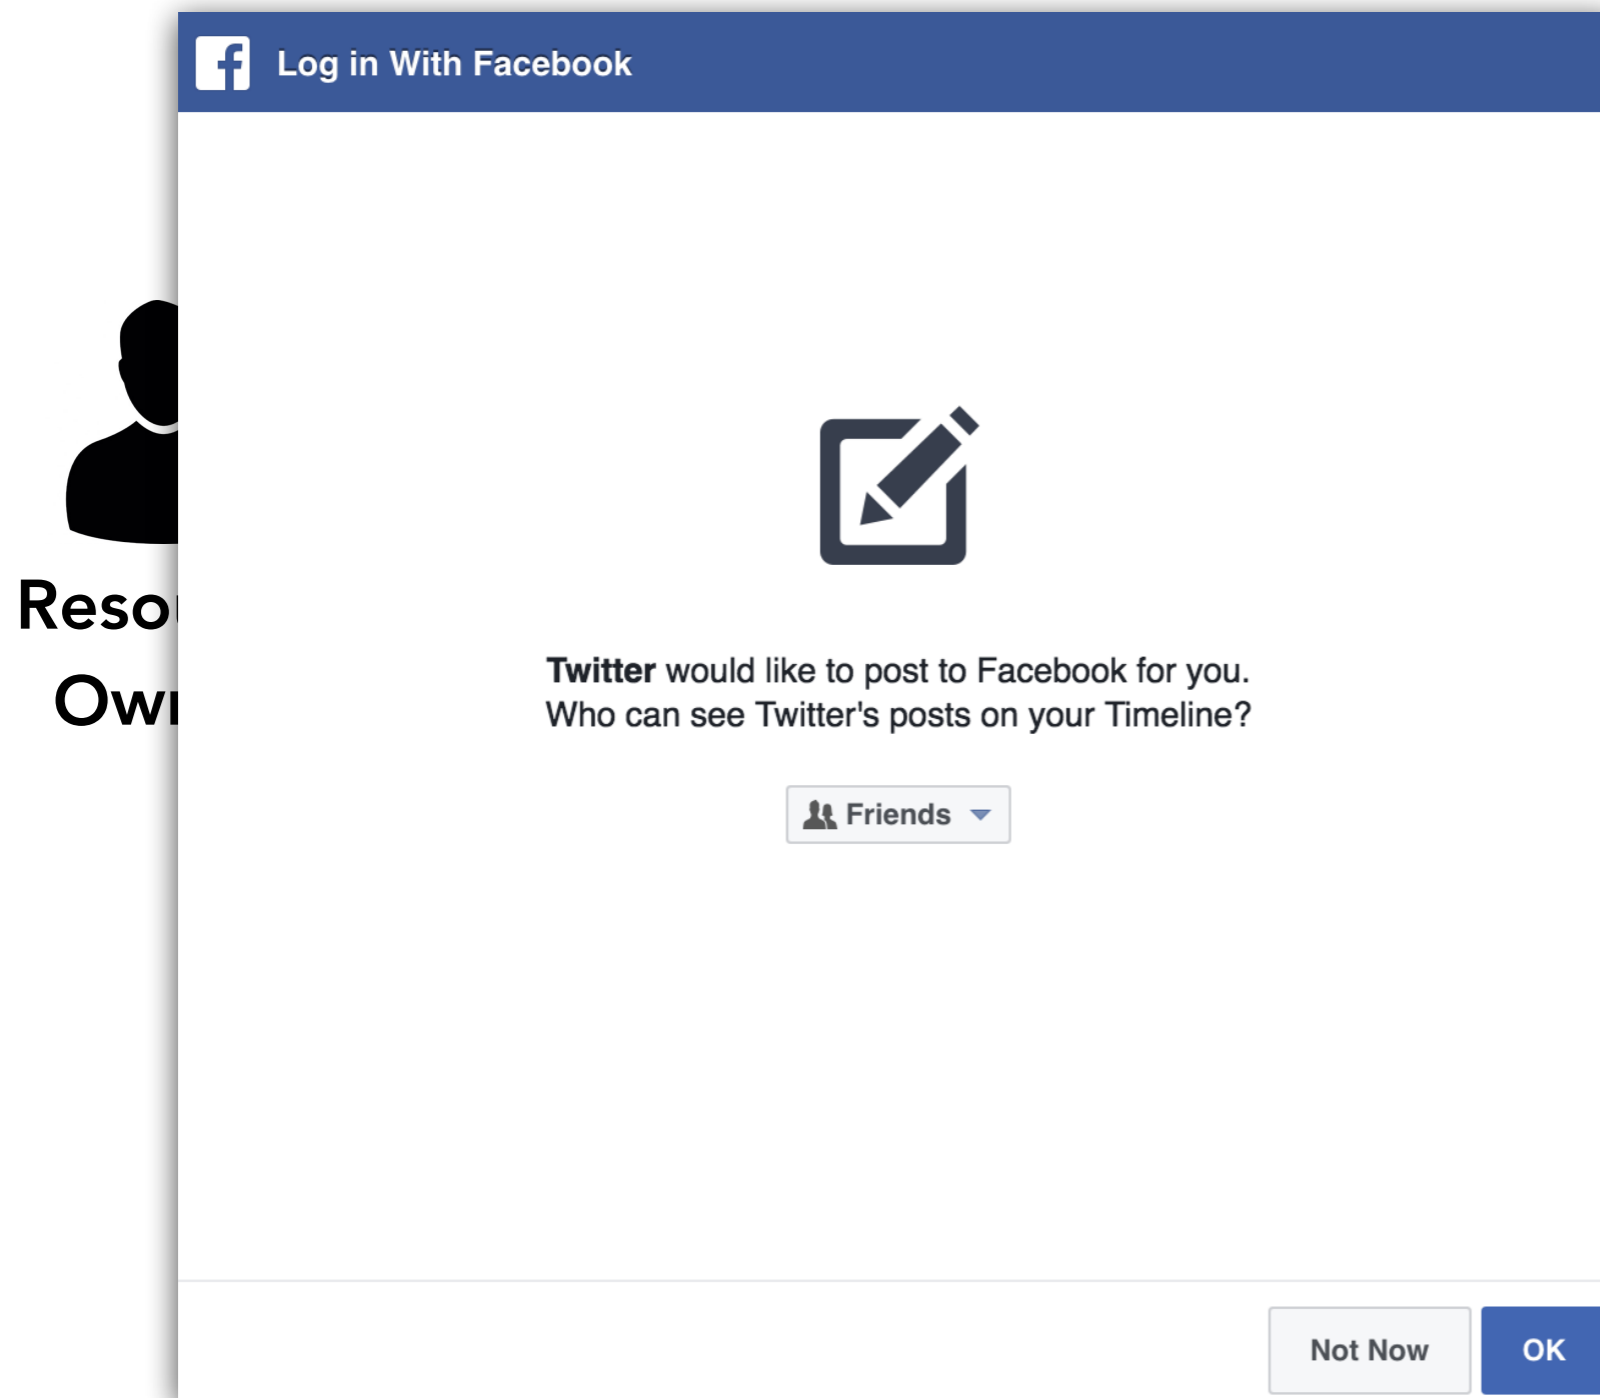 Log in With Facebook
Twitter would like to post to Facebook for you.
Who can see Twitter's posts on your Timeline?
Friends
Not Now
OK